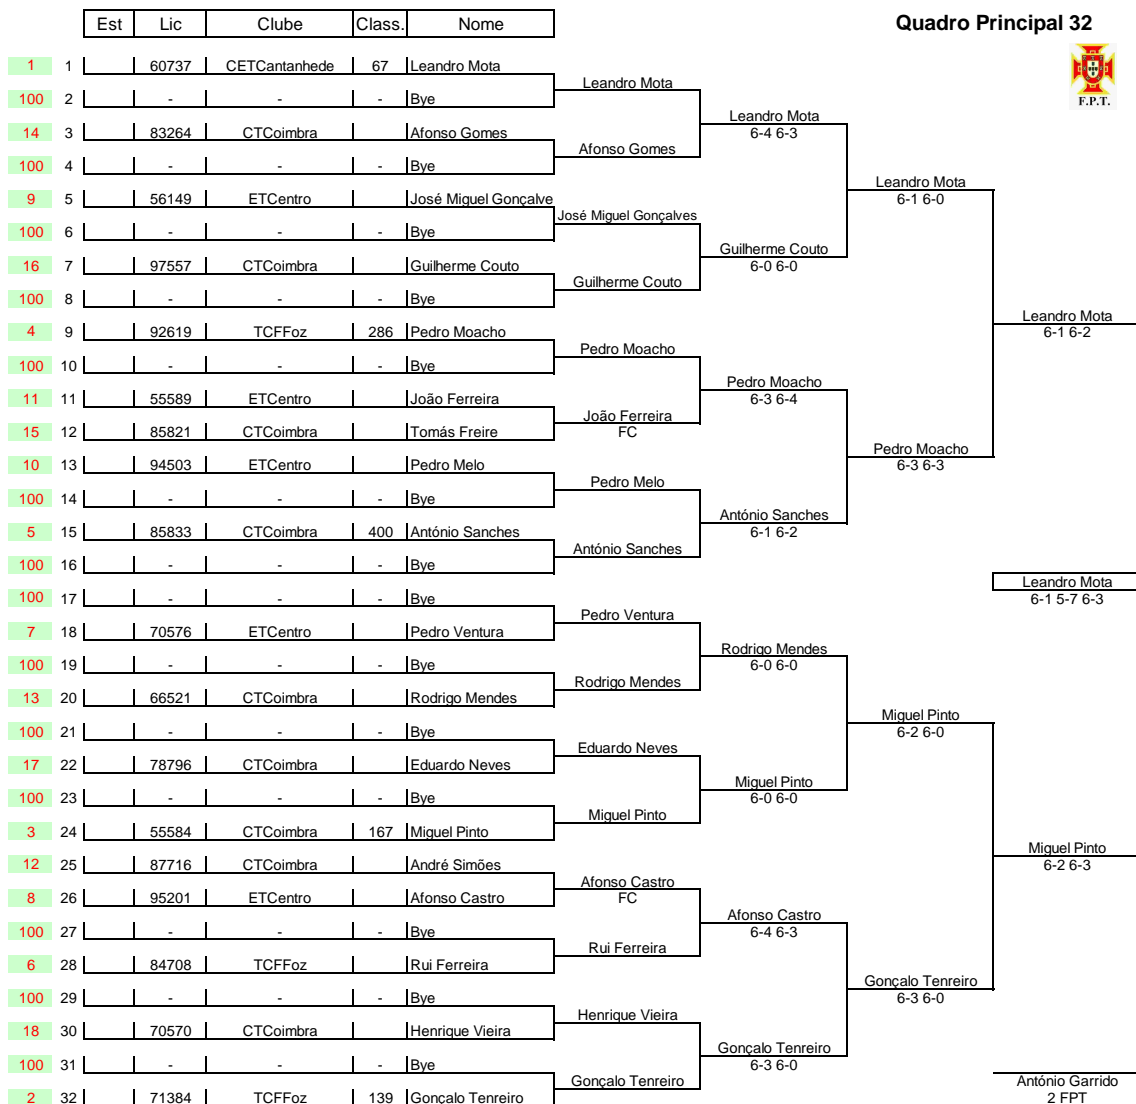 Est Lic Clube Class. Nome Quadro Principal 32
F.P.T.
1 1 60737 CETCantanhede 67 Leandro Mota
Leandro Mota
100 2 - - - Bye
Leandro Mota
14 3 83264 CTCoimbra Afonso Gomes 6-4 6-3
Afonso Gomes
100 4 - - - Bye
Leandro Mota
9 5 56149 ETCentro José Miguel Gonçalve 6-1 6-0
José Miguel Gonçalves
100 6 - - - Bye
Guilherme Couto
16 7 97557 CTCoimbra Guilherme Couto 6-0 6-0
Guilherme Couto
100 8 - - - Bye
Leandro Mota
4 9 92619 TCFFoz 286 Pedro Moacho 6-1 6-2
Pedro Moacho
100 10 - - - Bye
Pedro Moacho
11 11 55589 ETCentro João Ferreira 6-3 6-4
João Ferreira
15 12 85821 CTCoimbra Tomás Freire FC
Pedro Moacho
10 13 94503 ETCentro Pedro Melo 6-3 6-3
Pedro Melo
100 14 - - - Bye
António Sanches
5 15 85833 CTCoimbra 400 António Sanches 6-1 6-2
António Sanches
100 16 - - - Bye
Leandro Mota
100 17 - - - Bye 6-1 5-7 6-3
Pedro Ventura
7 18 70576 ETCentro Pedro Ventura
Rodrigo Mendes
100 19 - - - Bye 6-0 6-0
Rodrigo Mendes
13 20 66521 CTCoimbra Rodrigo Mendes
Miguel Pinto
100 21 - - - Bye 6-2 6-0
Eduardo Neves
17 22 78796 CTCoimbra Eduardo Neves
Miguel Pinto
100 23 - - - Bye 6-0 6-0
Miguel Pinto
3 24 55584 CTCoimbra 167 Miguel Pinto
Miguel Pinto
12 25 87716 CTCoimbra André Simões 6-2 6-3
Afonso Castro
8 26 95201 ETCentro Afonso Castro FC
Afonso Castro
100 27 - - - Bye 6-4 6-3
Rui Ferreira
6 28 84708 TCFFoz Rui Ferreira
Gonçalo Tenreiro
100 29 - - - Bye 6-3 6-0
Henrique Vieira
18 30 70570 CTCoimbra Henrique Vieira
Gonçalo Tenreiro
100 31 - - - Bye 6-3 6-0
Gonçalo Tenreiro António Garrido
2 32 71384 TCFFoz 139 Gonçalo Tenreiro 2 FPT